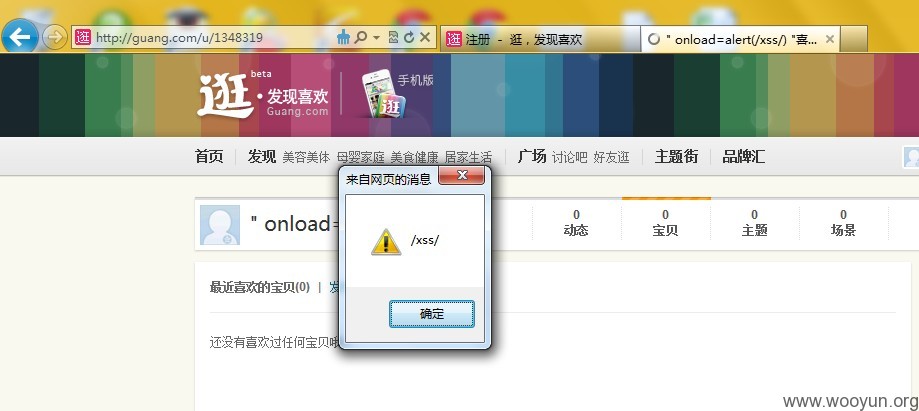 http://guang.com/u/1348319
逛 注册 - 逛，发现喜欢
" onload=alert(/xss/) "喜...
逛 beta
·发现喜欢
Guang.com
手机版
逛
首页 发现 美容美体 母婴家庭 美食健康 居家生活 广场 讨论吧 好友逛 主题街 品牌汇
来自网页的消息
/xss/
确定
" onload=
0 动态
0 宝贝
0 主题
0 场景
最近喜欢的宝贝(0) | 发
还没有喜欢过任何宝贝哦
www.wooyun.org